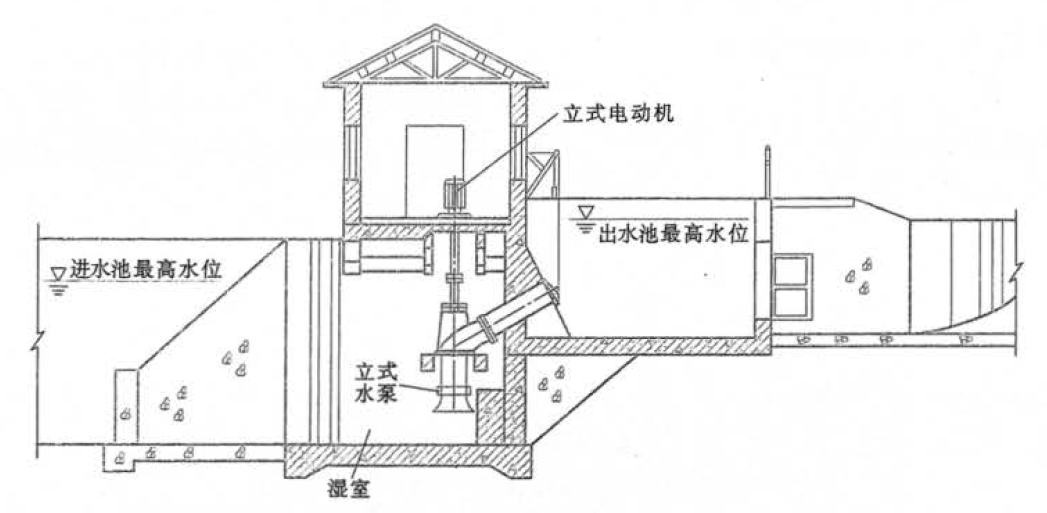 立式电动机
出水池最高水位
进水池最高水位
立式
水泵
湿室